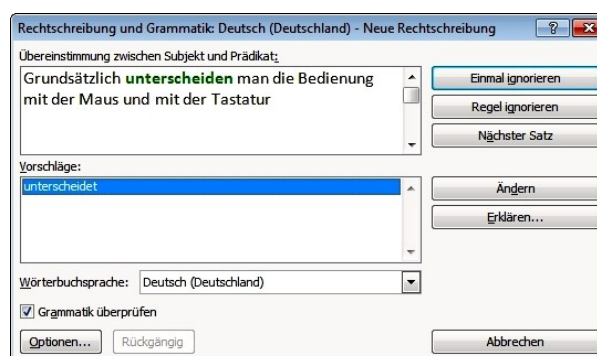 Rechtschreibung und Grammatik: Deutsch (Deutschland) - Neue Rechtschreibung
Übereinstimmung zwischen Subjekt und Prädikat:
Grundsätzlich unterscheiden man die Bedienung
mit der Maus und mit der Tastatur
Einmal ignorieren
Regel ignorieren
Nächster Satz
Vorschläge:
unterscheidet
Ändern
Erklären...
Wörterbuchsprache: Deutsch (Deutschland)
Grammatik überprüfen
Optionen... Rückgängig Abbrechen